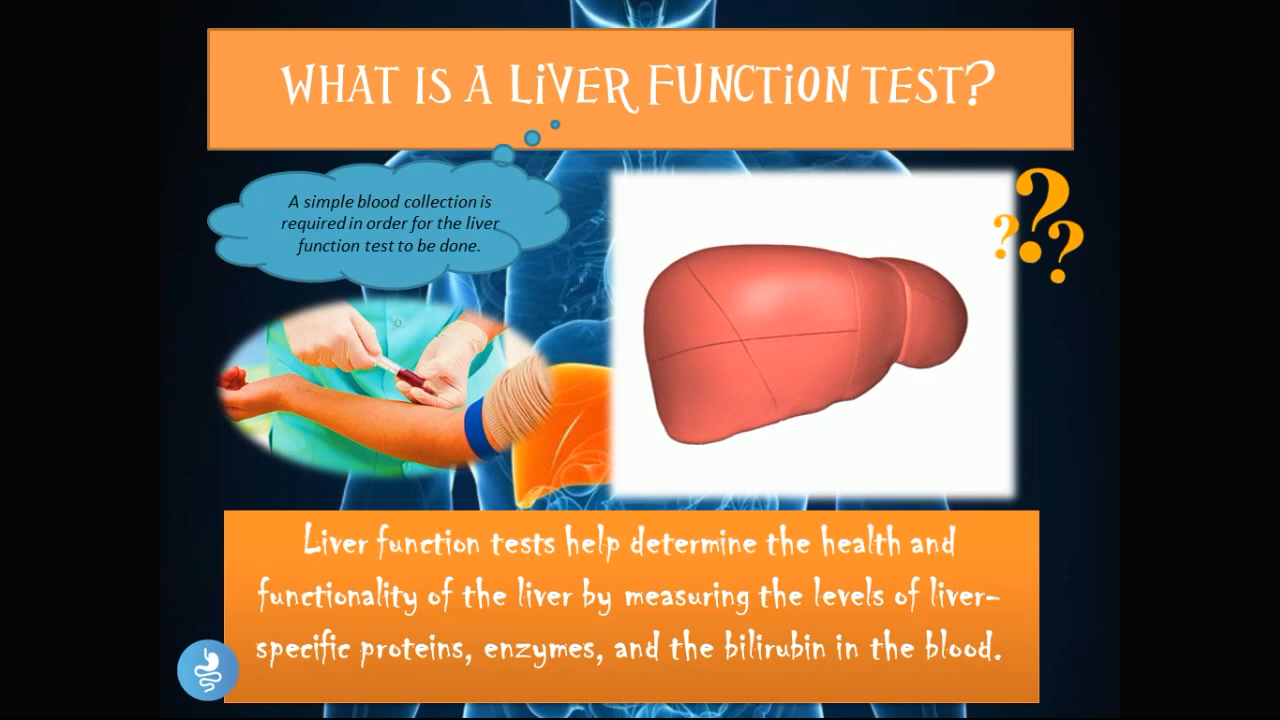 WHAT IS A LiVER FUNCTiON TEST?
A simple blood collection is
required in order for the liver
function test to be done.
? ? ?
Liver function tests help determine the health and
functionality of the liver by measuring the levels of liver-
specific proteins, enzymes, and the bilirubin in the blood.